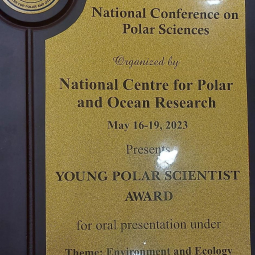 National Conference on
Polar Sciences
Organized by
National Centre for Polar
and Ocean Research
May 16-19, 2023
Presents
YOUNG POLAR SCIENTIST
AWARD
for oral presentation under
Theme: Environment and Ecology